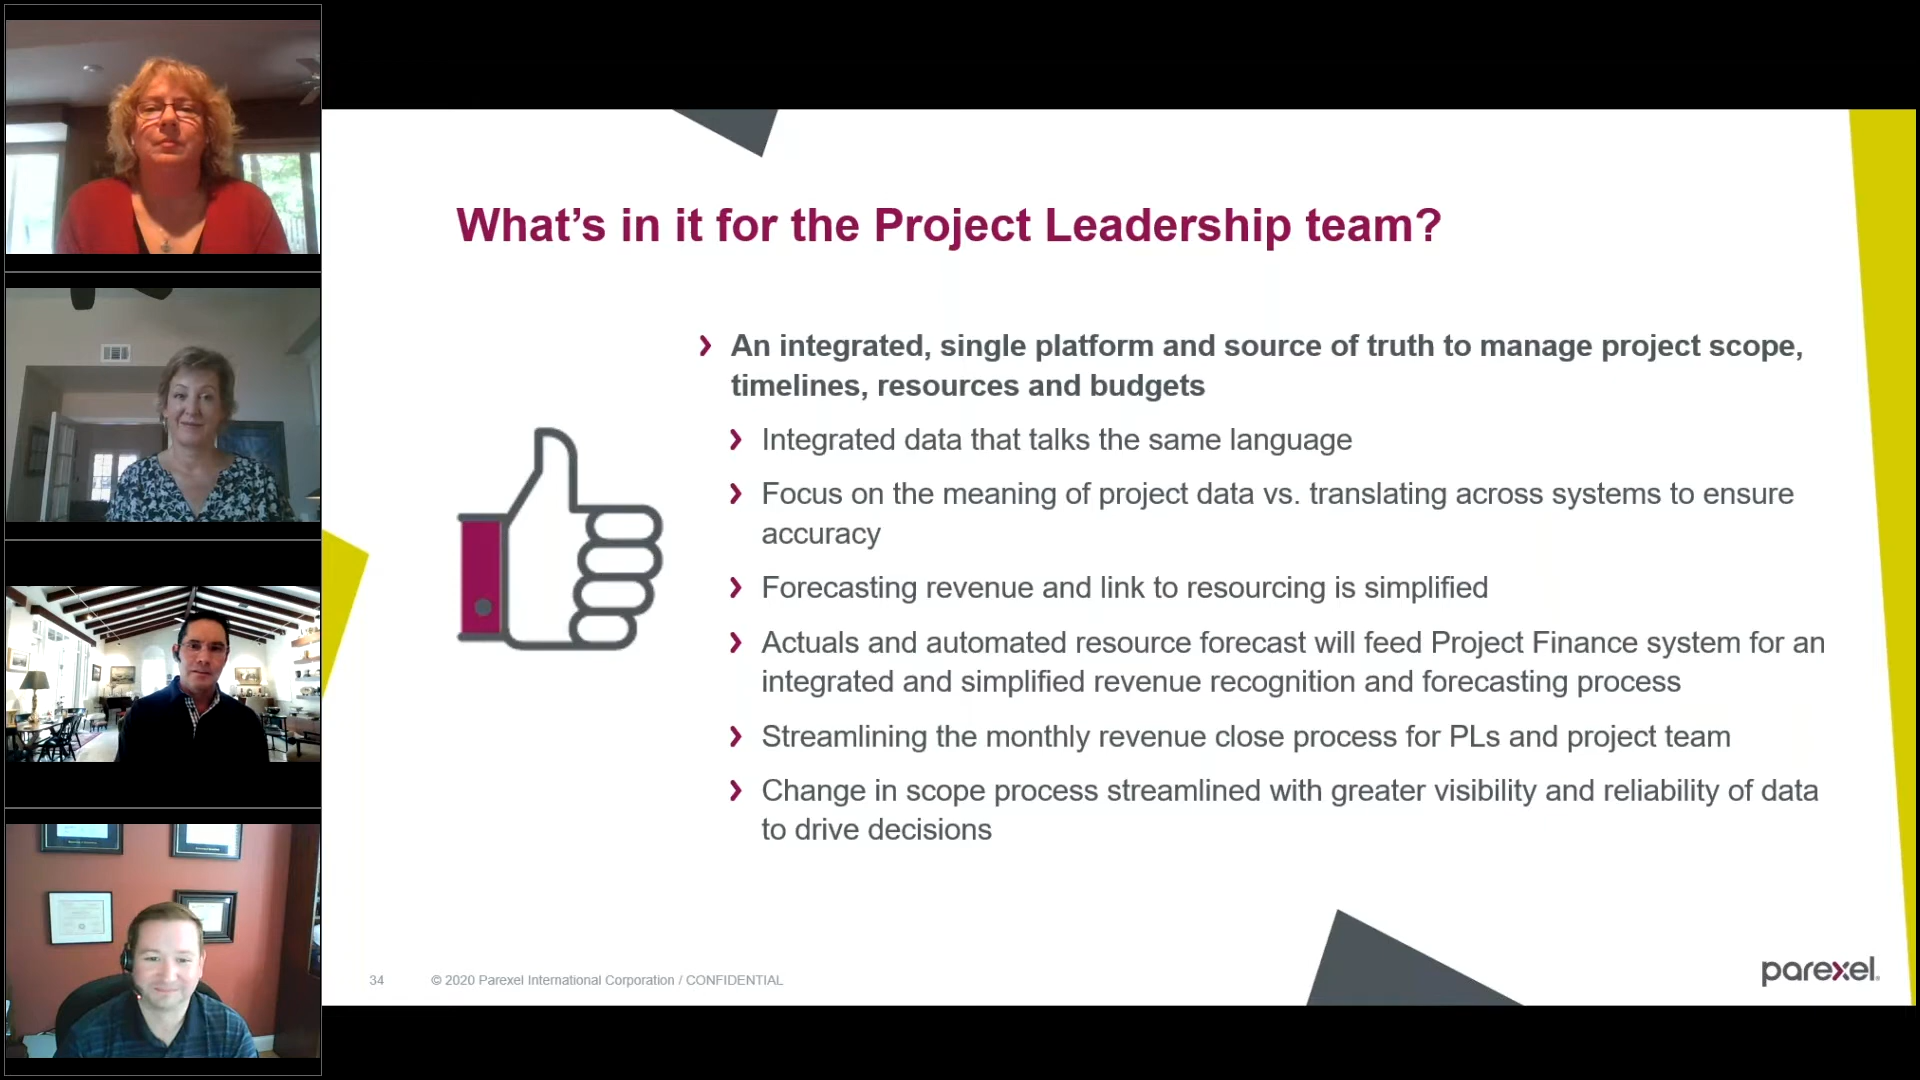 What's in it for the Project Leadership team?
An integrated, single platform and source of truth to manage project scope,
timelines, resources and budgets
Integrated data that talks the same language
Focus on the meaning of project data vs. translating across systems to ensure
accuracy
Forecasting revenue and link to resourcing is simplified
Actuals and automated resource forecast will feed Project Finance system for an
integrated and simplified revenue recognition and forecasting process
Streamlining the monthly revenue close process for PLs and project team
Change in scope process streamlined with greater visibility and reliability of data
to drive decisions
34 © 2020 Parexel International Corporation / CONFIDENTIAL
parexel.